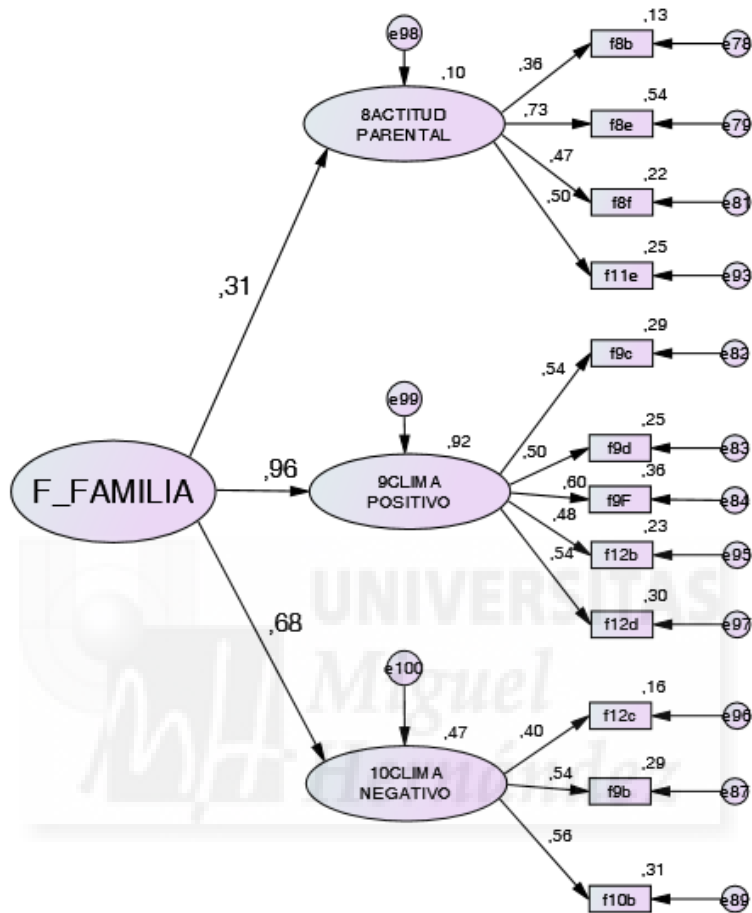 e98
,10
8ACTITUD
PARENTAL
,36
,73
,47
,50
,13
f8b
e78
,54
f8e
e79
,22
f8f
e81
,25
f11e
e93
,31
F_FAMILIA
,96
,68
e99
,92
9CLIMA
POSITIVO
,54
,50
,60
,48
,54
,29
f9c
e82
,25
f9d
e83
,36
f9F
e84
,23
f12b
e95
,30
f12d
e97
e100
,47
10CLIMA
NEGATIVO
,40
,54
,56
,16
f12c
e96
,29
f9b
e87
,31
f10b
e89
UNIVERSITAS
Miguel
Hernández